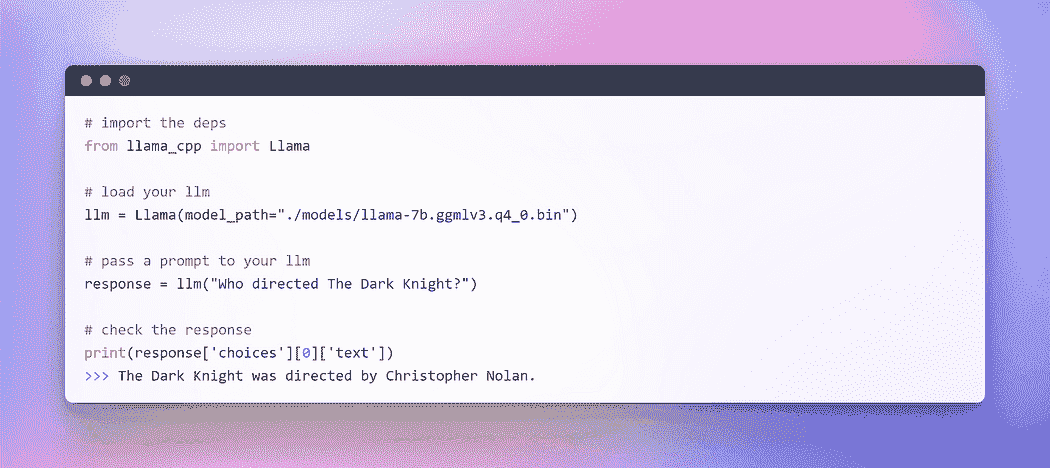 # import the deps
from llama_cpp import Llama
# load your llm
llm = Llama(model_path="./models/llama-7b.ggmlv3.q4_0.bin")
# pass a prompt to your llm
response = llm("Who directed The Dark Knight?")
# check the response
print(response['choices'][0]['text'])
>>> The Dark Knight was directed by Christopher Nolan.